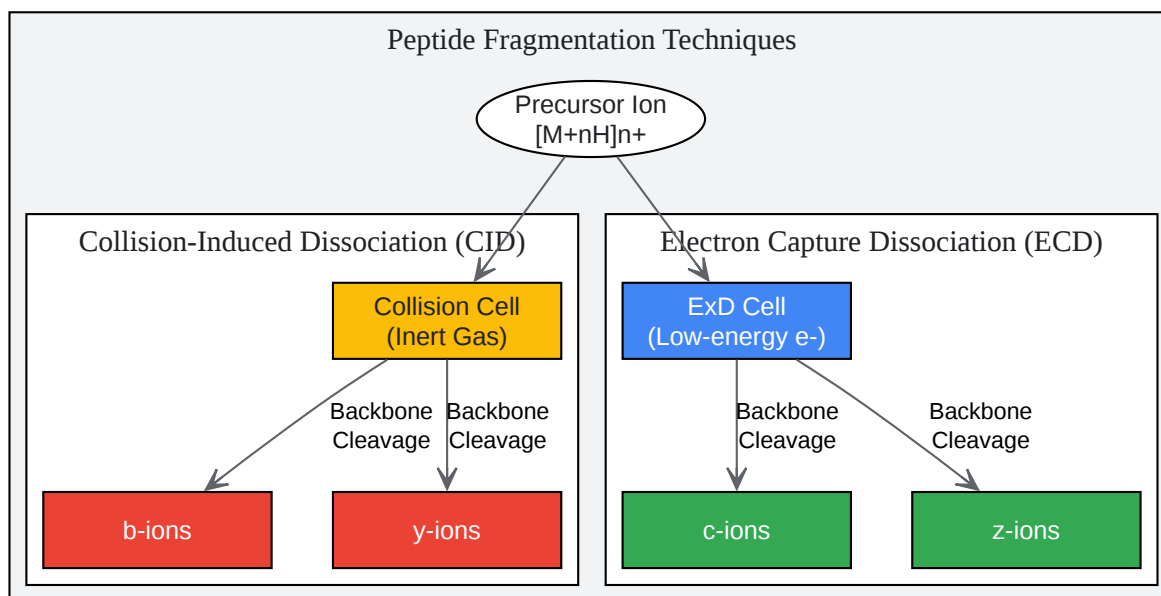 Peptide Fragmentation Techniques
Precursor Ion
[M+nH]n+
Collision-Induced Dissociation (CID)
Electron Capture Dissociation (ECD)
Collision Cell
(Inert Gas)
ExD Cell
(Low-energy e-)
Backbone
Cleavage
Backbone
Cleavage
Backbone
Cleavage
Backbone
Cleavage
b-ions
y-ions
c-ions
z-ions